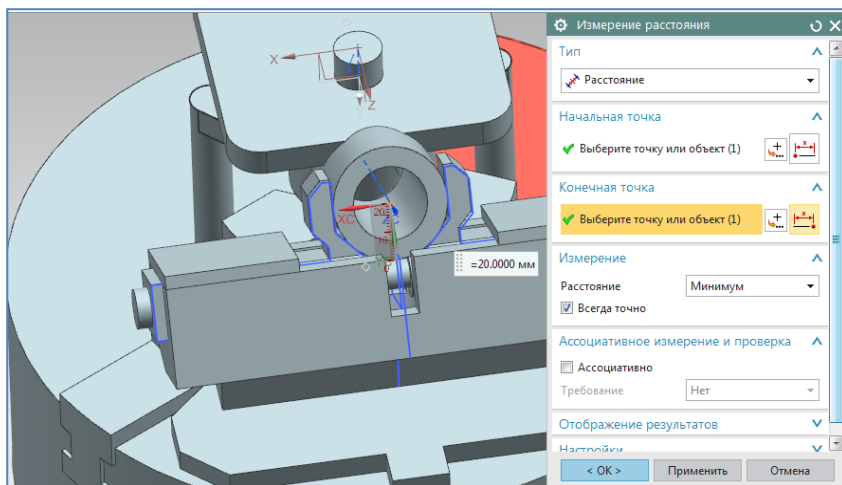 Измерение расстояния
Тип
Расстояние
Начальная точка
Выберите точку или объект (1)
Конечная точка
Выберите точку или объект (1)
Измерение
Расстояние Минимум
Всегда точно
Ассоциативное измерение и проверка
Ассоциативно
Требование Нет
Отображение результатов
Настройки
< OK > Применить Отмена
X
Z
XC
20
=20.0000 мм